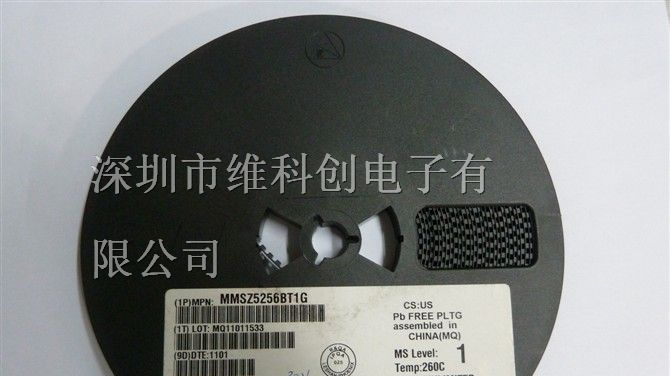 深圳市维科创电子有
限公司
(1P)MPN: MMSZ5256BT1G
(1T) LOT: MQ11011533
(9D)DTE:1101
CS:US
Pb FREE PLTG
assembled in
CHINA(MQ)
MS Level: 1
Temp:260C